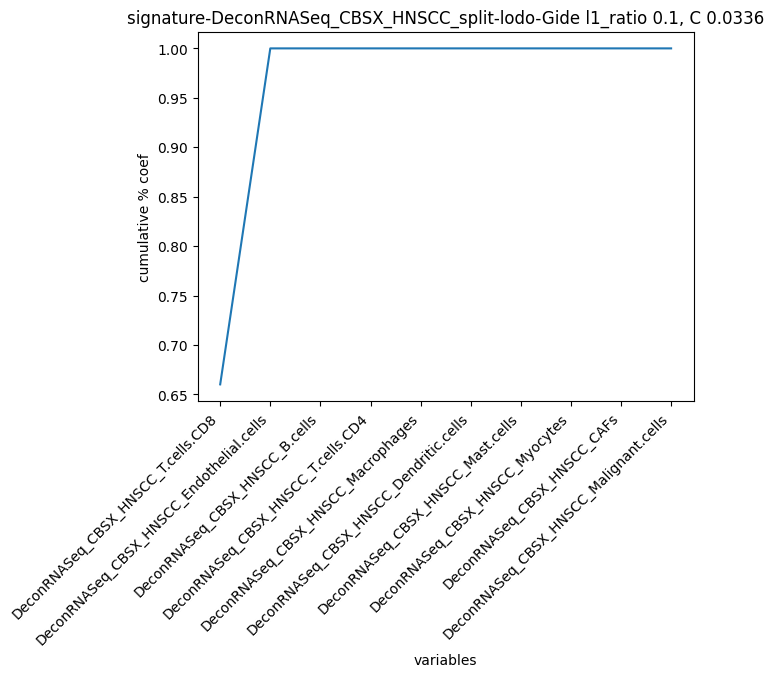 signature-DeconRNASeq_CBSX_HNSCC_split-lodo-Gide l1_ratio 0.1, C 0.0336
1.00
0.95
0.90
0.85
0.80
0.75
0.70
0.65
cumulative % coef
DeconRNASeq_CBSX_HNSCC_T.cells.CD8
DeconRNASeq_CBSX_HNSCC_Endothelial.cells
DeconRNASeq_CBSX_HNSCC_B.cells
DeconRNASeq_CBSX_HNSCC_T.cells.CD4
DeconRNASeq_CBSX_HNSCC_Macrophages
DeconRNASeq_CBSX_HNSCC_Dendritic.cells
DeconRNASeq_CBSX_HNSCC_Mast.cells
DeconRNASeq_CBSX_HNSCC_Myocytes
DeconRNASeq_CBSX_HNSCC_CAFs
DeconRNASeq_CBSX_HNSCC_Malignant.cells
variables